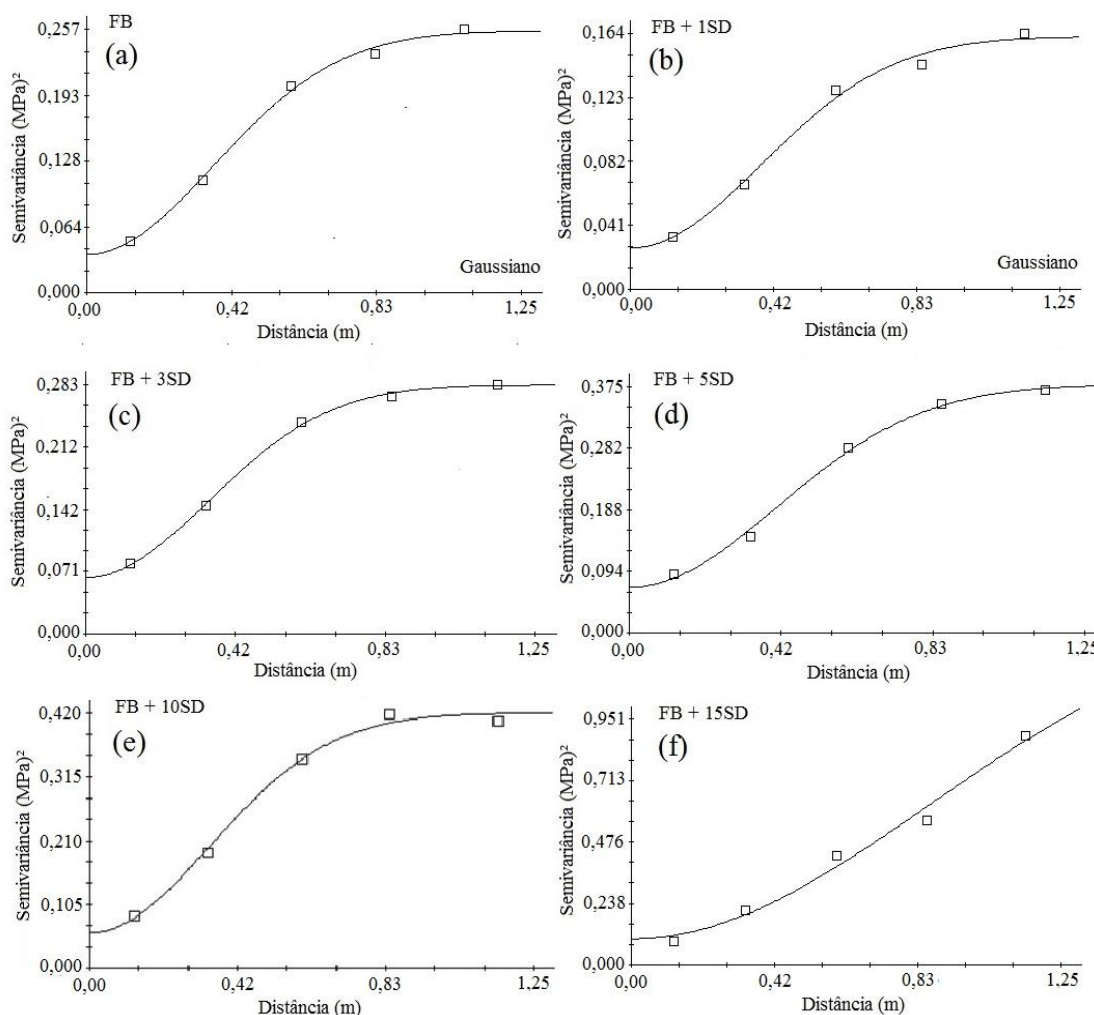 FB
(a)
Semivariância (MPa)²
0,257
0,193
0,128
0,064
0,000
0,00 0,42 0,83 1,25
Distância (m)
Gaussiano
FB + 1SD
(b)
Semivariância (MPa)²
0,164
0,123
0,082
0,041
0,000
0,00 0,42 0,83 1,25
Distância (m)
Gaussiano
FB + 3SD
(c)
Semivariância (MPa)²
0,283
0,212
0,142
0,071
0,000
0,00 0,42 0,83 1,25
Distância (m)
FB + 5SD
(d)
Semivariância (MPa)²
0,375
0,282
0,188
0,094
0,000
0,00 0,42 0,83 1,25
Distância (m)
FB + 10SD
(e)
Semivariância (MPa)²
0,420
0,315
0,210
0,105
0,000
0,00 0,42 0,83 1,25
Distância (m)
FB + 15SD
(f)
Semivariância (MPa)²
0,951
0,713
0,476
0,238
0,000
0,00 0,42 0,83 1,25
Distância (m)